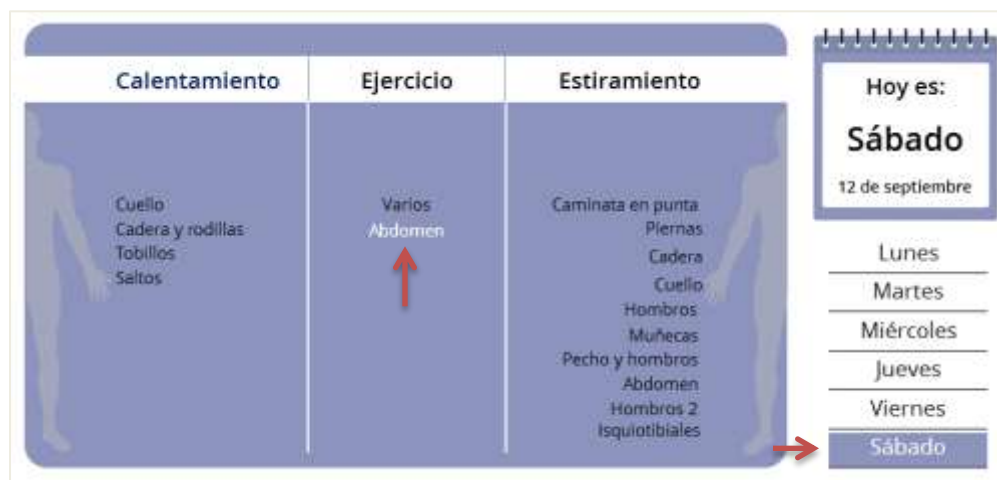 Calentamiento
Ejercicio
Estiramiento
Cuello
Cadera y rodillas
Tobillos
Saltos
Varios
Abdomen
Caminata en punta
Piernas
Cadera
Cuello
Hombros
Muñecas
Pecho y hombros
Abdomen
Hombros 2
Isquiotibiales
Hoy es:
Sábado
12 de septiembre
Lunes
Martes
Miércoles
Jueves
Viernes
Sábado